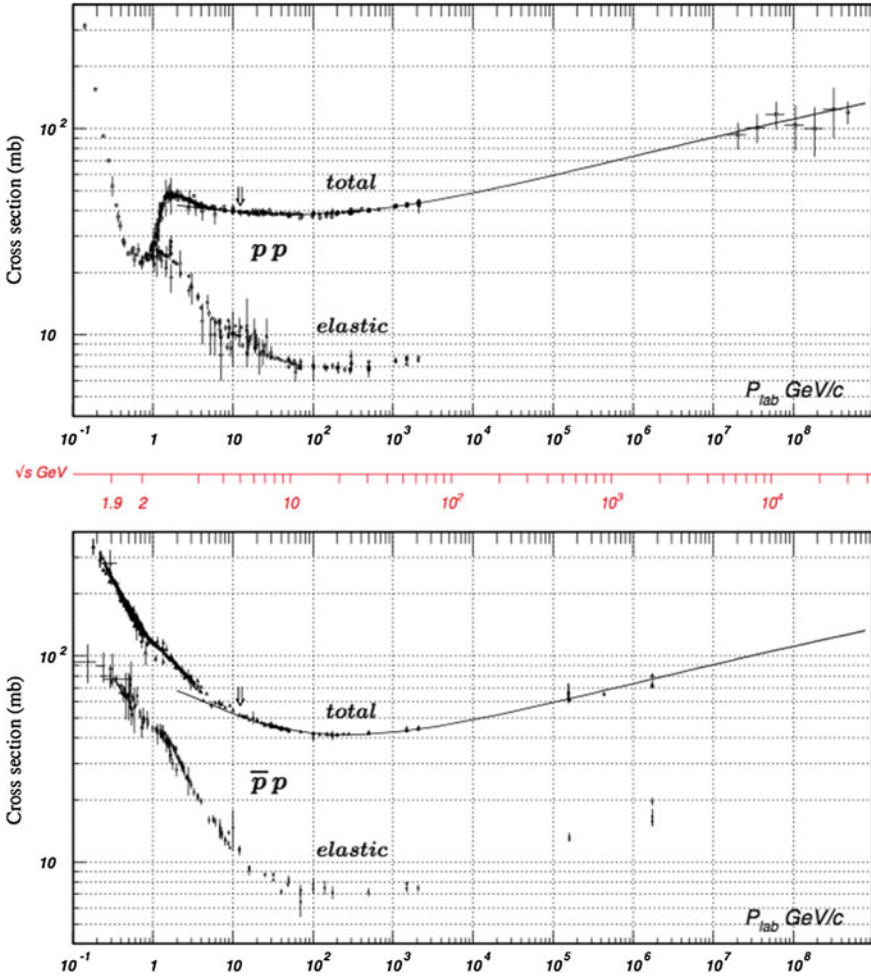 Cross section (mb)
10²
10
total
⇓
p p
elastic
P_lab GeV/c
10⁻¹ 1 10 10² 10³ 10⁴ 10⁵ 10⁶ 10⁷ 10⁸
√s GeV
1.9 2 10 10² 10³ 10⁴
Cross section (mb)
10²
10
⇓
total
p̅ p
elastic
P_lab GeV/c
10⁻¹ 1 10 10² 10³ 10⁴ 10⁵ 10⁶ 10⁷ 10⁸